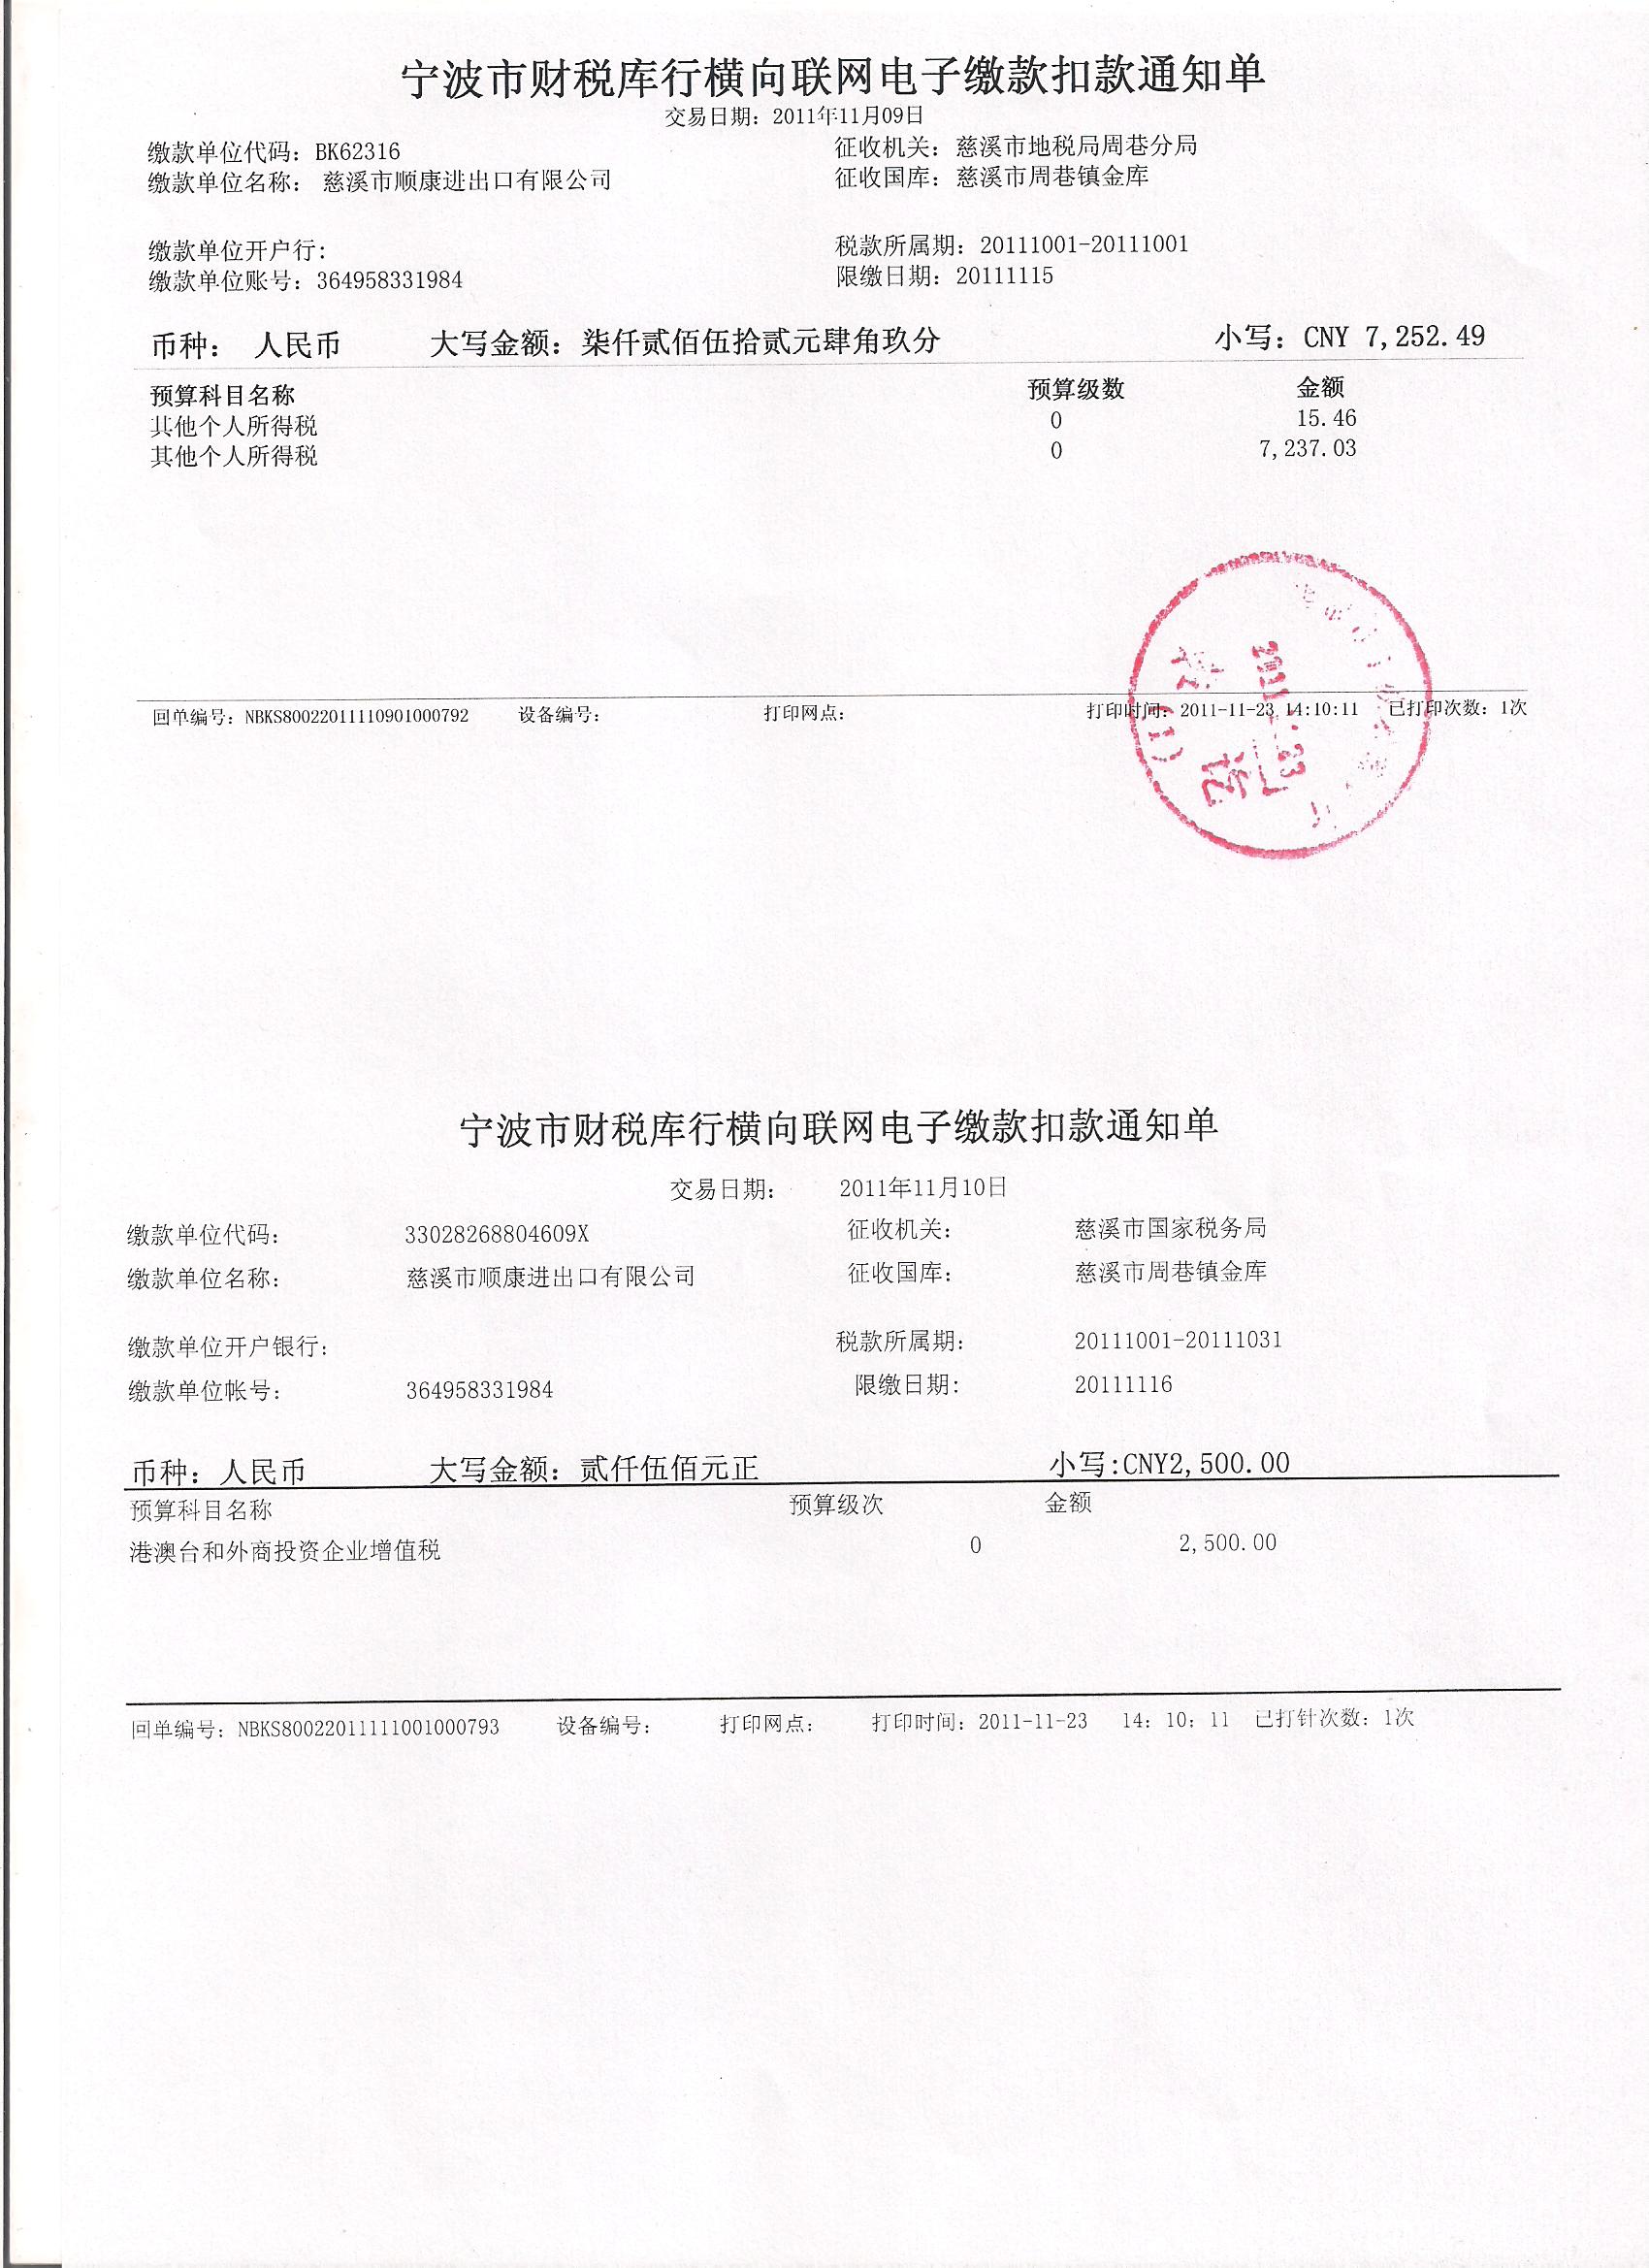 宁波市财税库行横向联网电子缴款扣款通知单
交易日期：2011年11月09日
缴款单位代码：BK62316 征收机关：慈溪市地税局周巷分局
缴款单位名称： 慈溪市顺康进出口有限公司 征收国库：慈溪市周巷镇金库
缴款单位开户行： 税款所属期：20111001-20111001
缴款单位账号：364958331984 限缴日期：20111115
币种： 人民币 大写金额：柒仟贰佰伍拾贰元肆角玖分 小写：CNY 7,252.49
预算科目名称 预算级数 金额
其他个人所得税 0 15.46
其他个人所得税 0 7,237.03
回单编号：NBKS80022011110901000792 设备编号： 打印网点： 打印时间：2011-11-23 14:10:11 已打印次数：1次
宁波市财税库行横向联网电子缴款扣款通知单
交易日期： 2011年11月10日
缴款单位代码： 33028268804609X 征收机关： 慈溪市国家税务局
缴款单位名称： 慈溪市顺康进出口有限公司 征收国库： 慈溪市周巷镇金库
缴款单位开户银行： 税款所属期： 20111001-20111031
缴款单位帐号： 364958331984 限缴日期： 20111116
币种：人民币 大写金额：贰仟伍佰元正 小写:CNY2,500.00
预算科目名称 预算级次 金额
港澳台和外商投资企业增值税 0 2,500.00
回单编号：NBKS80022011111001000793 设备编号： 打印网点： 打印时间：2011-11-23 14：10：11 已打针次数：1次